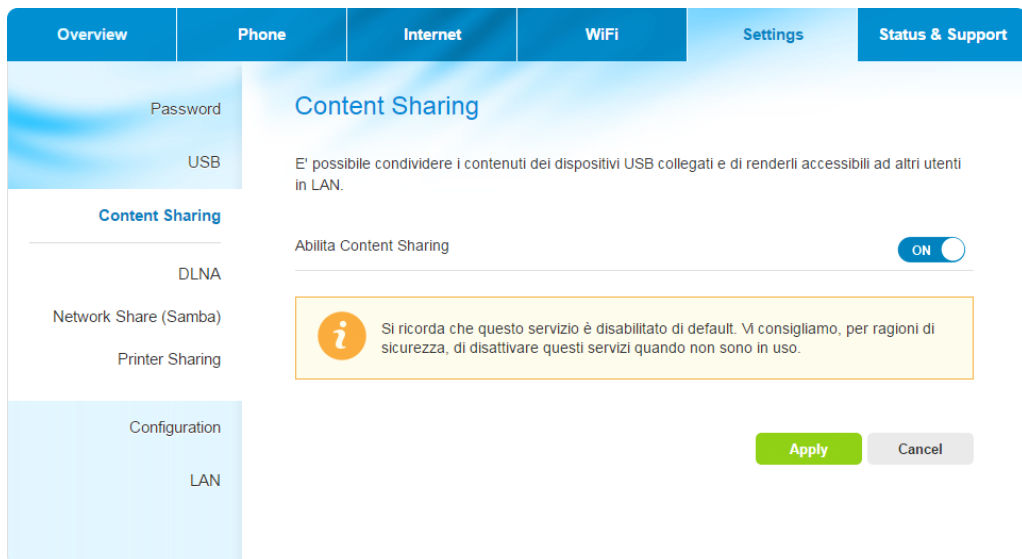 Overview
Phone
Internet
WiFi
Settings
Status & Support
Password
USB
Content Sharing
DLNA
Network Share (Samba)
Printer Sharing
Configuration
LAN
Content Sharing
E' possibile condividere i contenuti dei dispositivi USB collegati e di renderli accessibili ad altri utenti
in LAN.
Abilita Content Sharing
ON
Si ricorda che questo servizio è disabilitato di default. Vi consigliamo, per ragioni di
sicurezza, di disattivare questi servizi quando non sono in uso.
Apply
Cancel